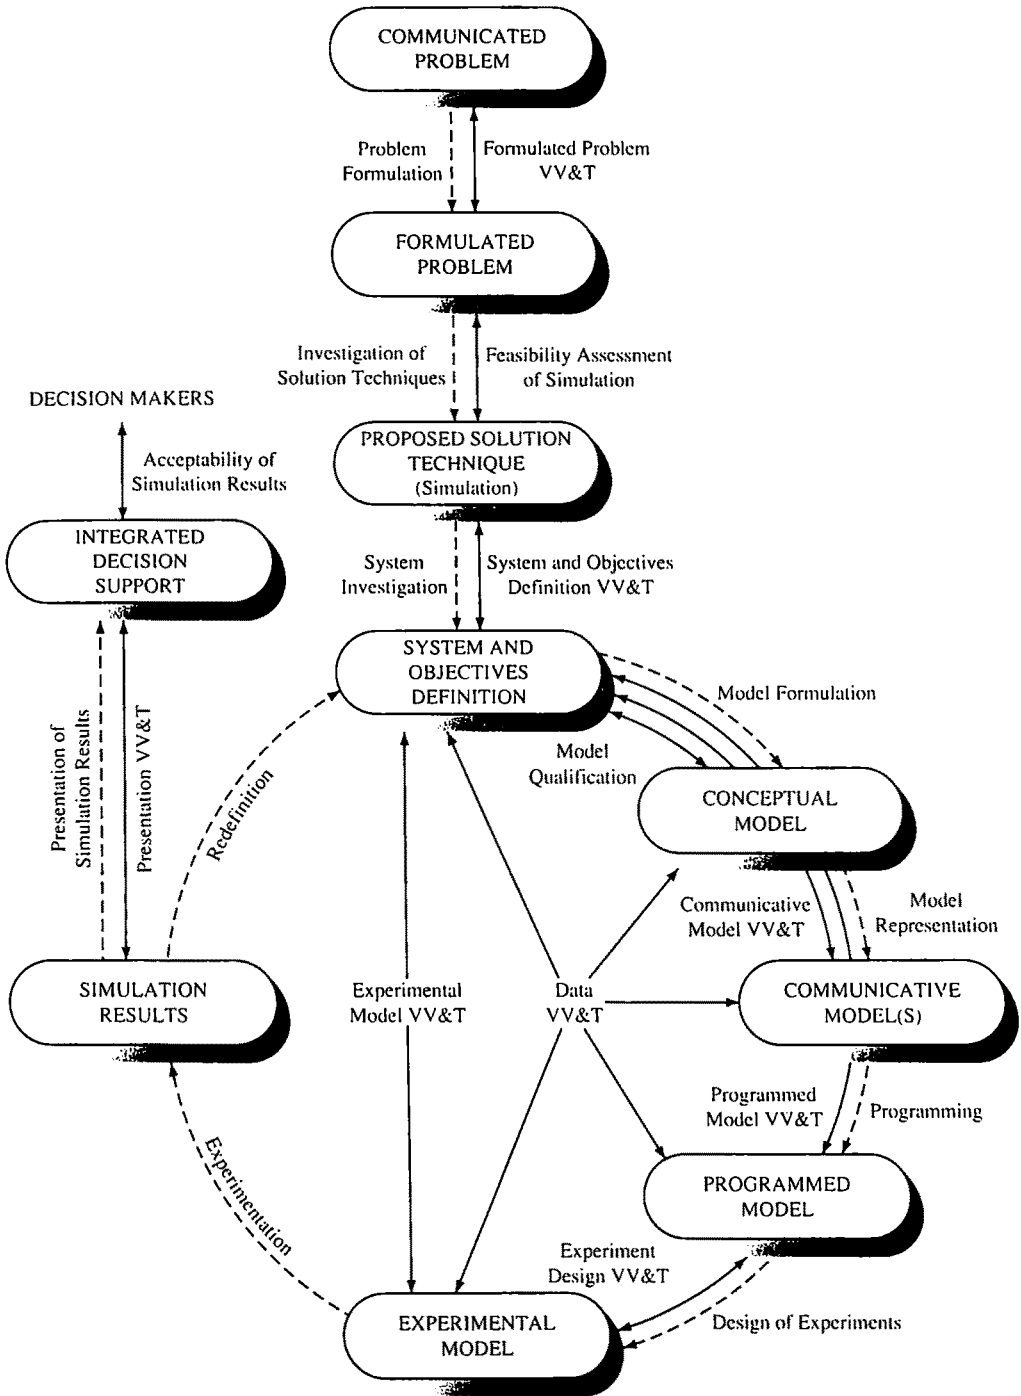 COMMUNICATED
PROBLEM
Problem
Formulation
Formulated Problem
VV&T
FORMULATED
PROBLEM
Investigation of
Solution Techniques
Feasibility Assessment
of Simulation
DECISION MAKERS
PROPOSED SOLUTION
TECHNIQUE
(Simulation)
Acceptability of
Simulation Results
INTEGRATED
DECISION
SUPPORT
System
Investigation
System and Objectives
Definition VV&T
SYSTEM AND
OBJECTIVES
DEFINITION
Model Formulation
Model
Qualification
Presentation of
Simulation Results
Presentation VV&T
Redefinition
CONCEPTUAL
MODEL
Communicative
Model VV&T
Model
Representation
SIMULATION
RESULTS
Experimental
Model VV&T
Data
VV&T
COMMUNICATIVE
MODEL(S)
Programmed
Model VV&T
Programming
Experimentation
PROGRAMMED
MODEL
Experiment
Design VV&T
Design of Experiments
EXPERIMENTAL
MODEL